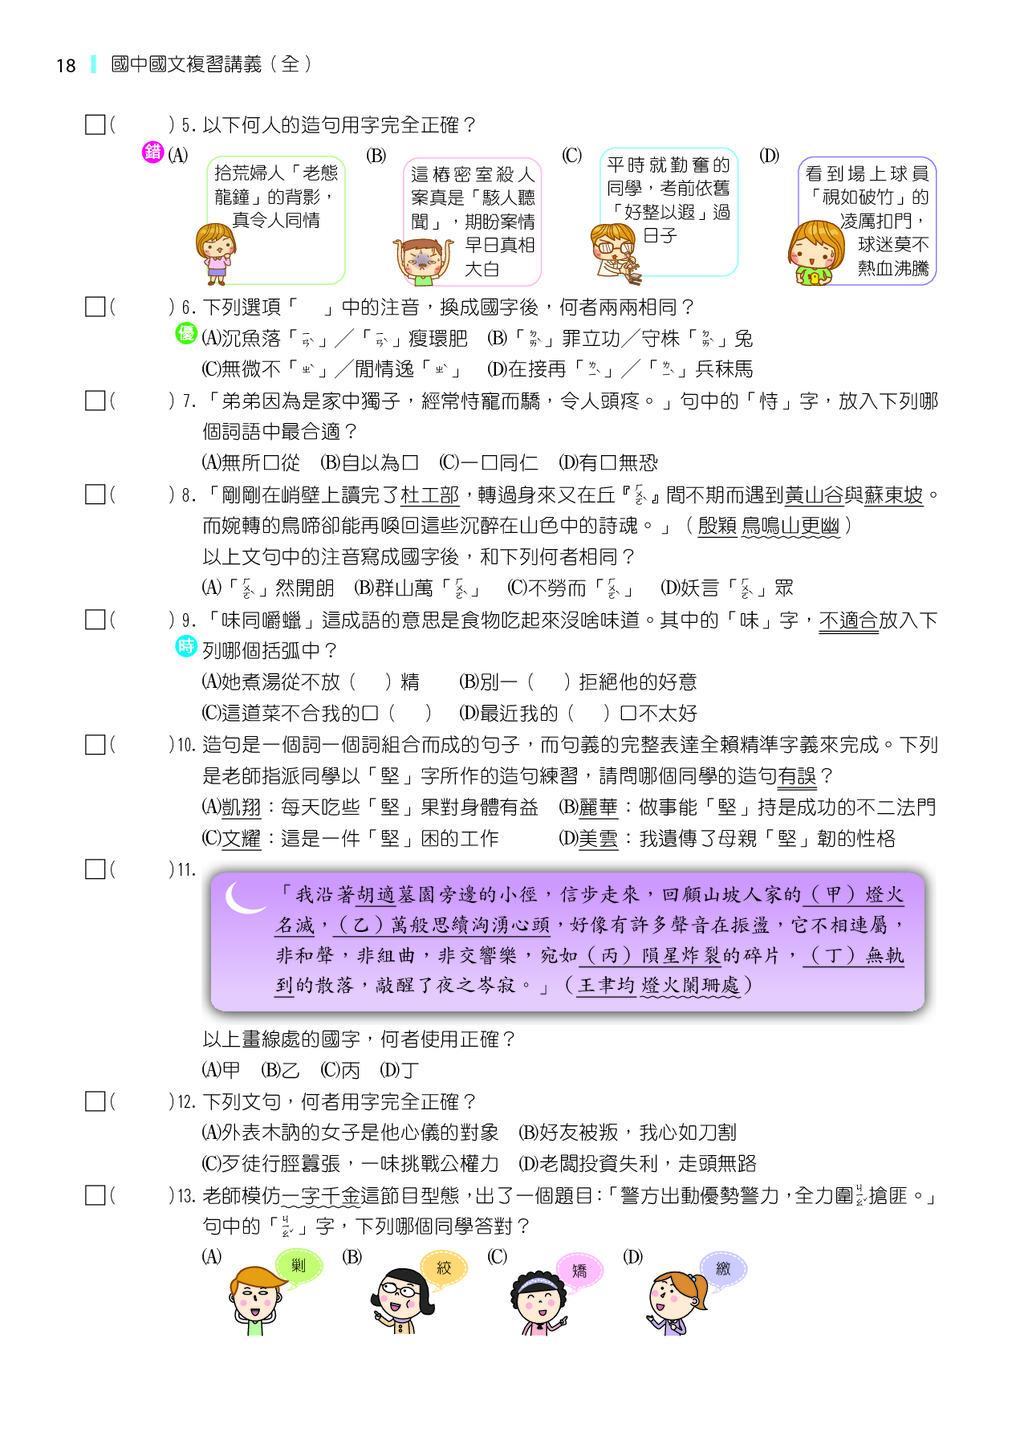 18 國中國文複習講義（全）
□(　　)5. 以下何人的造句用字完全正確？
錯 (A) 拾荒婦人「老態
龍鐘」的背影，
真令人同情
(B) 這樁密室殺人
案真是「駭人聽
聞」，期盼案情
早日真相
大白
(C) 平時就勤奮的
同學，考前依舊
「好整以遐」過
日子
(D) 看到場上球員
「視如破竹」的
凌厲扣門，
球迷莫不
熱血沸騰
□(　　)6. 下列選項「　」中的注音，換成國字後，何者兩兩相同？
優 (A)沉魚落「ㄧㄢˋ」／「ㄧㄢˋ」瘦環肥　(B)「ㄉㄞˋ」罪立功／守株「ㄉㄞˋ」兔
(C)無微不「ㄓˋ」／閒情逸「ㄓˋ」　(D)在接再「ㄌㄧˋ」／「ㄌㄧˋ」兵秣馬
□(　　)7. 「弟弟因為是家中獨子，經常恃寵而驕，令人頭疼。」句中的「恃」字，放入下列哪
個詞語中最合適？
(A)無所□從　(B)自以為□　(C)一□同仁　(D)有□無恐
□(　　)8. 「剛剛在峭壁上讀完了杜工部，轉過身來又在丘『ㄏㄨㄛˋ』間不期而遇到黃山谷與蘇東坡。
而婉轉的鳥啼卻能再喚回這些沉醉在山色中的詩魂。」（殷穎 鳥鳴山更幽）
以上文句中的注音寫成國字後，和下列何者相同？
(A)「ㄏㄨㄛˋ」然開朗　(B)群山萬「ㄏㄨㄛˋ」　(C)不勞而「ㄏㄨㄛˋ」　(D)妖言「ㄏㄨㄛˋ」眾
□(　　)9. 「味同嚼蠟」這成語的意思是食物吃起來沒啥味道。其中的「味」字，不適合放入下
時 列哪個括弧中？
(A)她煮湯從不放（　）精　(B)別一（　）拒絕他的好意
(C)這道菜不合我的口（　）　(D)最近我的（　）口不太好
□(　　)10. 造句是一個詞一個詞組合而成的句子，而句義的完整表達全賴精準字義來完成。下列
是老師指派同學以「堅」字所作的造句練習，請問哪個同學的造句有誤？
(A)凱翔：每天吃些「堅」果對身體有益　(B)麗華：做事能「堅」持是成功的不二法門
(C)文耀：這是一件「堅」困的工作　(D)美雲：我遺傳了母親「堅」韌的性格
□(　　)11.
「我沿著胡適墓園旁邊的小徑，信步走來，回顧山坡人家的（甲）燈火
名滅，（乙）萬般思續洶湧心頭，好像有許多聲音在振盪，它不相連屬，
非和聲，非組曲，非交響樂，宛如（丙）隕星炸裂的碎片，（丁）無軌
到的散落，敲醒了夜之岑寂。」（王聿均 燈火闌珊處）
以上畫線處的國字，何者使用正確？
(A)甲　(B)乙　(C)丙　(D)丁
□(　　)12. 下列文句，何者用字完全正確？
(A)外表木訥的女子是他心儀的對象　(B)好友被叛，我心如刀割
(C)歹徒行脛囂張，一味挑戰公權力　(D)老闆投資失利，走頭無路
□(　　)13. 老師模仿一字千金這節目型態，出了一個題目：「警方出動優勢警力，全力圍ㄐㄧㄠˇ搶匪。」
句中的「ㄐㄧㄠˇ」字，下列哪個同學答對？
(A) 剿
(B) 絞
(C) 矯
(D) 繳